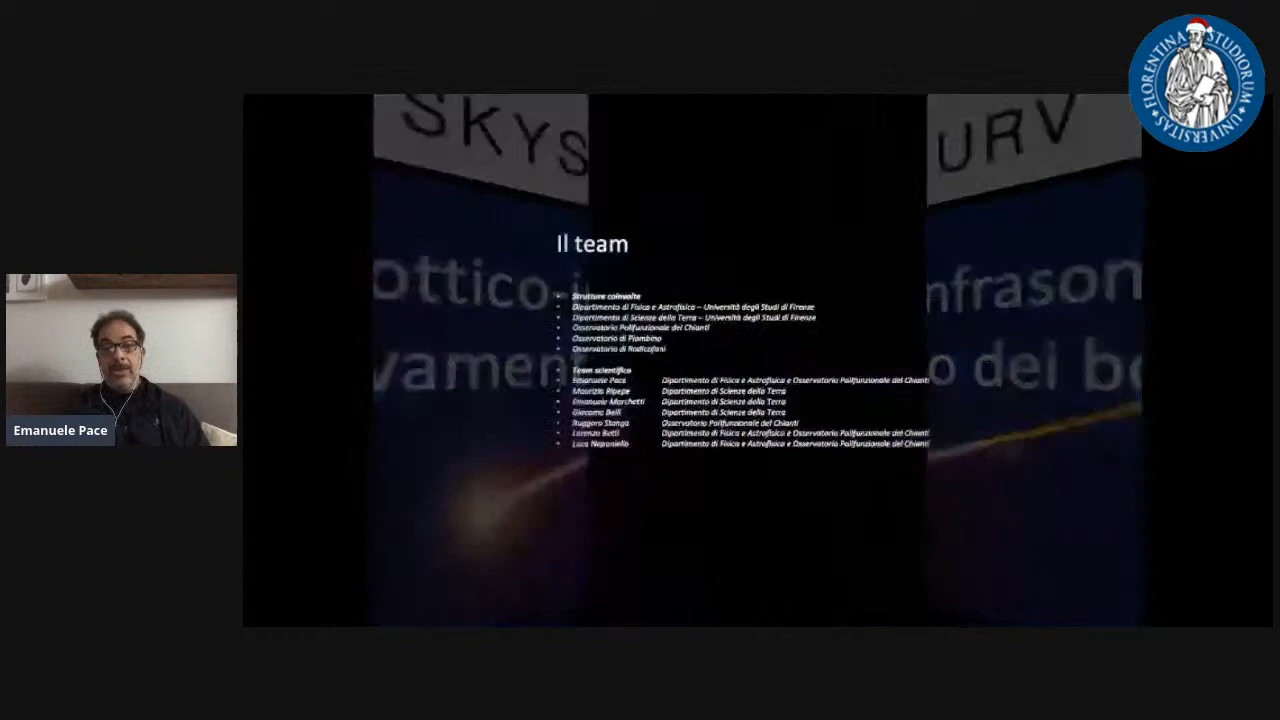 FLORENTINA STUDIORUM UNIVERSITAS
SKYS
URV
ottico-i
nfrason
vament
o dei bo
Il team
Strutture coinvolte
Dipartimento di Fisica e Astrofisica – Università degli Studi di Firenze
Dipartimento di Scienze della Terra – Università degli Studi di Firenze
Osservatorio Polifunzionale del Chianti
Osservatorio di Piombino
Osservatorio di Radicofani
Team scientifico
Emanuele Pace Dipartimento di Fisica e Astrofisica e Osservatorio Polifunzionale del Chianti
Maurizio Ripepe Dipartimento di Scienze della Terra
Emanuele Marchetti Dipartimento di Scienze della Terra
Giacomo Belli Dipartimento di Scienze della Terra
Ruggero Stanga Osservatorio Polifunzionale del Chianti
Lorenzo Betti Dipartimento di Fisica e Astrofisica e Osservatorio Polifunzionale del Chianti
Luca Naponiello Dipartimento di Fisica e Astrofisica e Osservatorio Polifunzionale del Chianti
Emanuele Pace